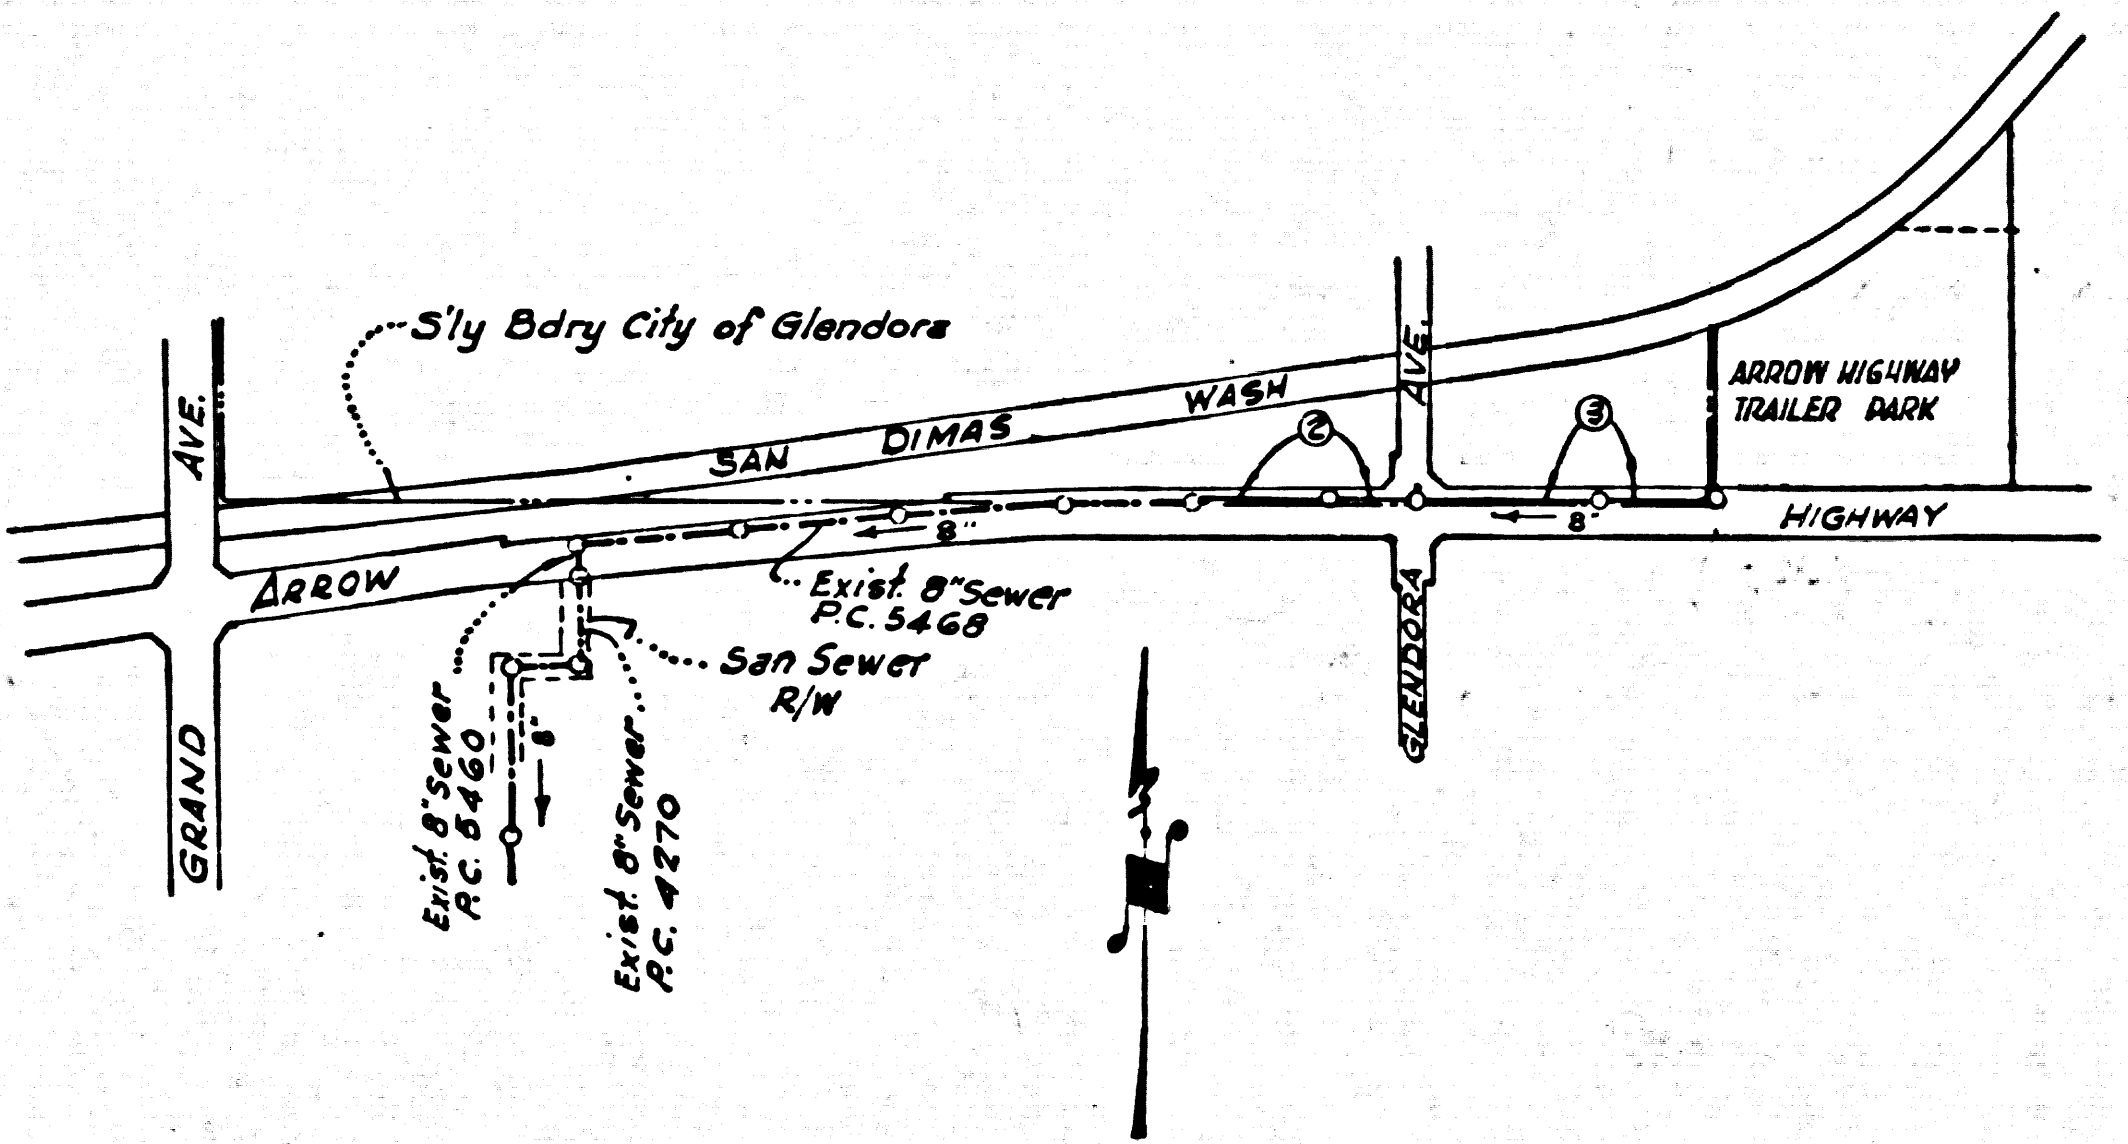 S'ly Bdry City of Glendora
SAN DIMAS WASH
AVE.
GRAND
AVE.
GLENDORA
2
3
ARROW HIGHWAY
TRAILER PARK
ARROW
HIGHWAY
8"
8"
Exist. 8" Sewer
P.C. 5468
San Sewer
R/W
8"
Exist. 8" Sewer
P.C. 5460
Exist. 8" Sewer
P.C. 4270
N